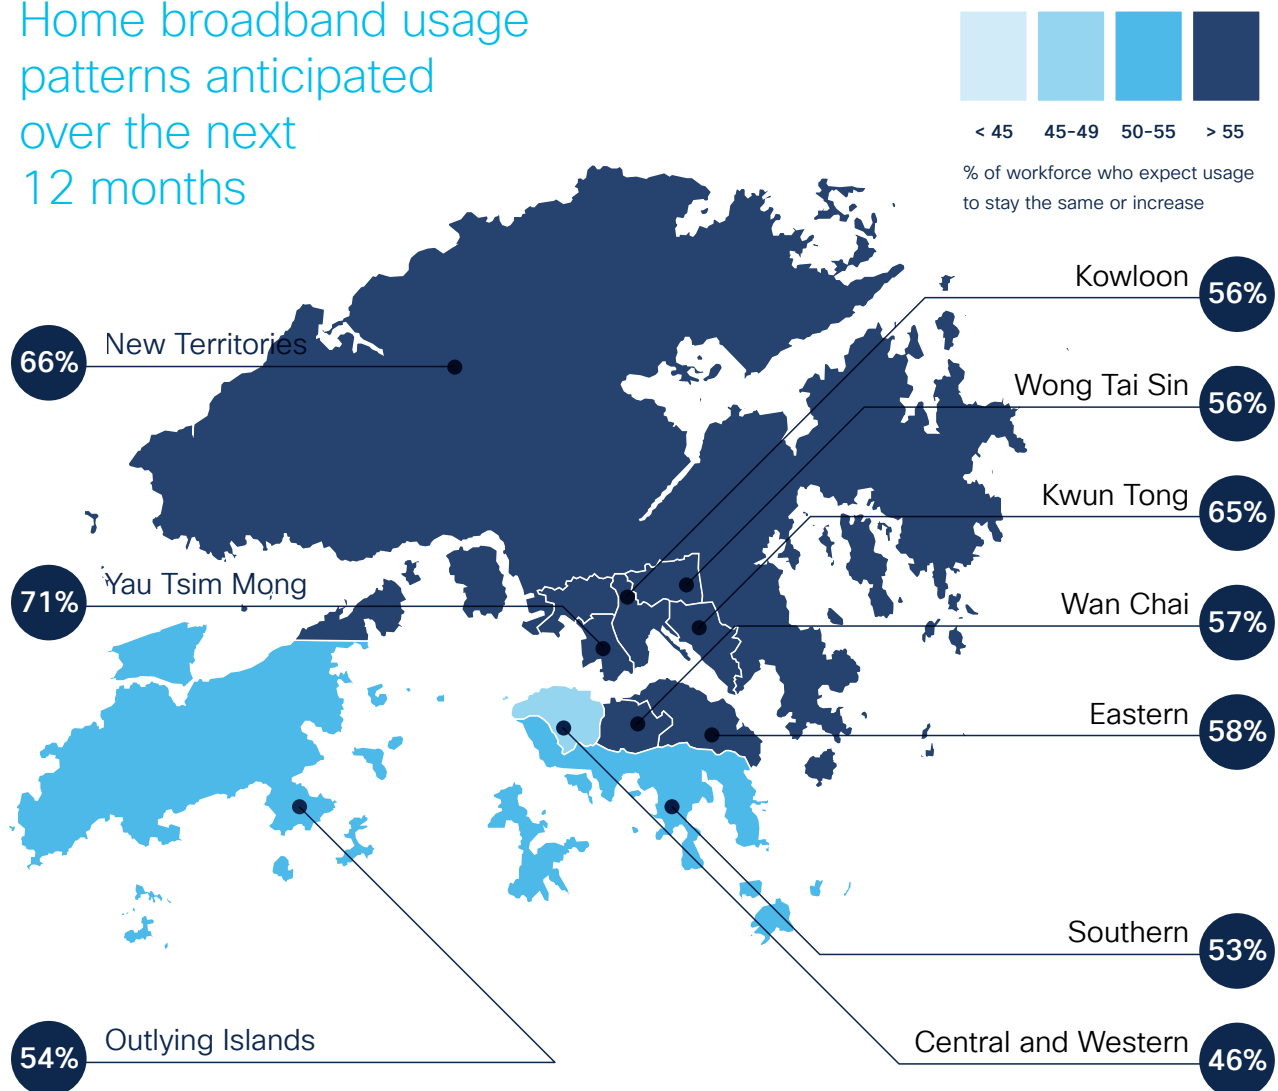 Home broadband usage
patterns anticipated
over the next
12 months
< 45
45-49
50-55
> 55
% of workforce who expect usage
to stay the same or increase
Kowloon
56%
New Territories
66%
Wong Tai Sin
56%
Kwun Tong
65%
Yau Tsim Mong
71%
Wan Chai
57%
Eastern
58%
Southern
53%
Outlying Islands
54%
Central and Western
46%